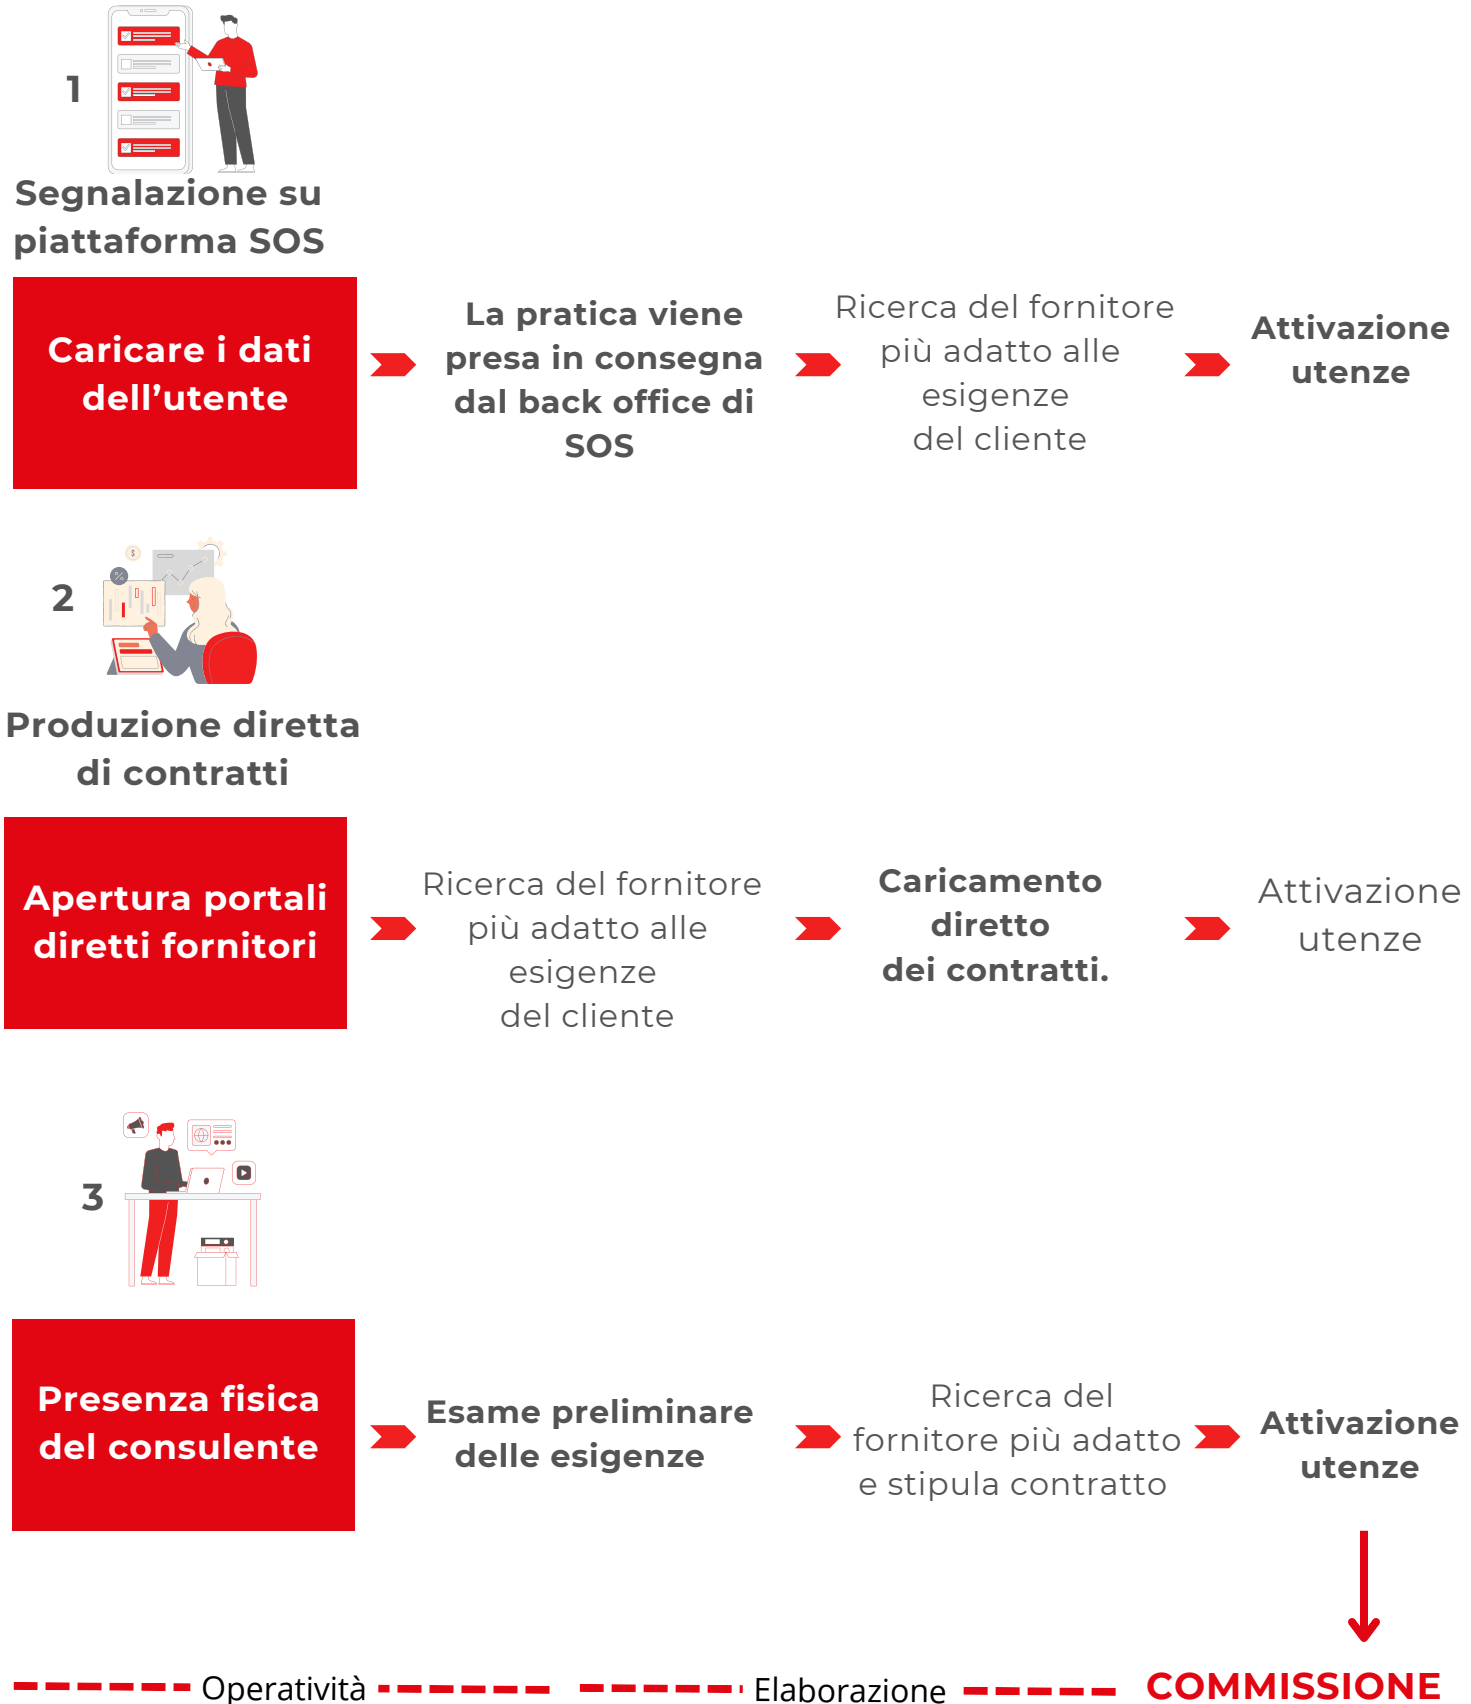 1
Segnalazione su
piattaforma SOS
Caricare i dati
dell’utente
La pratica viene
presa in consegna
dal back office di
SOS
Ricerca del fornitore
più adatto alle
esigenze
del cliente
Attivazione
utenze
$
%
2
Produzione diretta
di contratti
Apertura portali
diretti fornitori
Ricerca del fornitore
più adatto alle
esigenze
del cliente
Caricamento
diretto
dei contratti.
Attivazione
utenze
3
Presenza fisica
del consulente
Esame preliminare
delle esigenze
Ricerca del
fornitore più adatto
e stipula contratto
Attivazione
utenze
Operatività
Elaborazione
COMMISSIONE